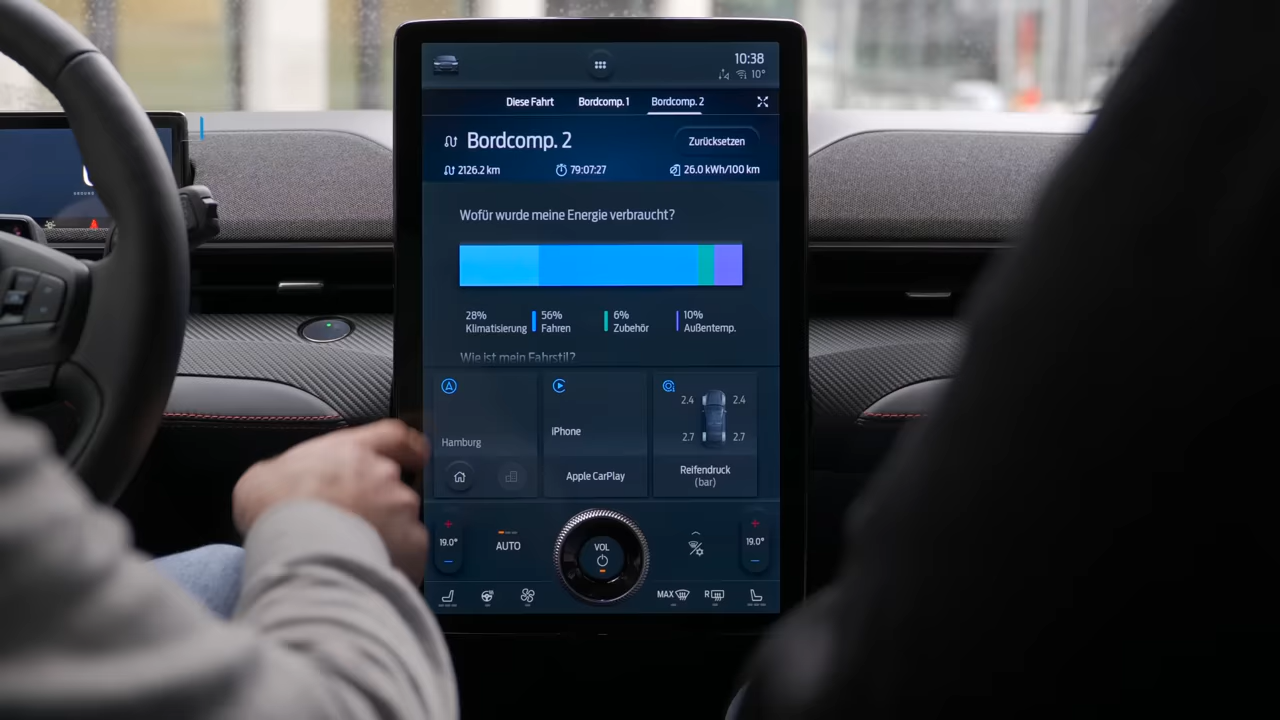 10:38
10°
Diese Fahrt Bordcomp. 1 Bordcomp. 2
Bordcomp. 2
Zurücksetzen
2126.2 km 79:07:27 26.0 kWh/100 km
Wofür wurde meine Energie verbraucht?
28% 56% 6% 10%
Klimatisierung Fahren Zubehör Außentemp.
Wie ist mein Fahrstil?
2.4 2.4
iPhone
2.7 2.7
Hamburg
Reifendruck
(bar)
Apple CarPlay
+ +
19.0° AUTO VOL 19.0°
− −
MAX R